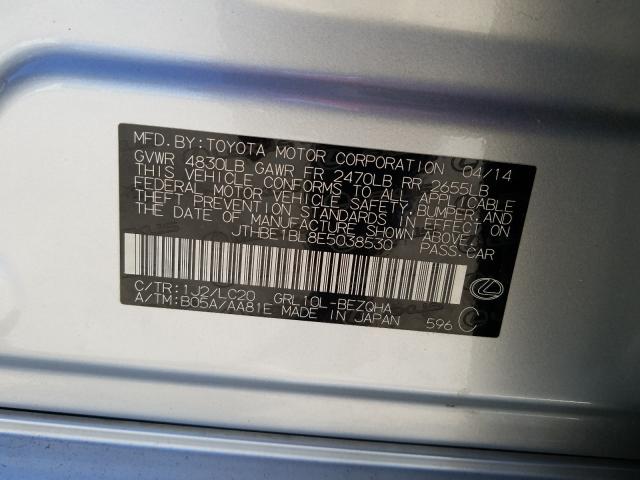 MFD. BY: TOYOTA MOTOR CORPORATION 04/14
GVWR 4830LB GAWR FR 2470LB RR 2655LB
THIS VEHICLE CONFORMS TO ALL APPLICABLE
FEDERAL MOTOR VEHICLE SAFETY, BUMPER, AND
THEFT PREVENTION STANDARDS IN EFFECT
ON THE DATE OF MANUFACTURE SHOWN ABOVE.
JTHBE1BL8E5038530 PASS. CAR
C/TR: 1J2/LC20 GRL10L-BEZQHA
A/TM: B05A/AA81E MADE IN JAPAN 596 C